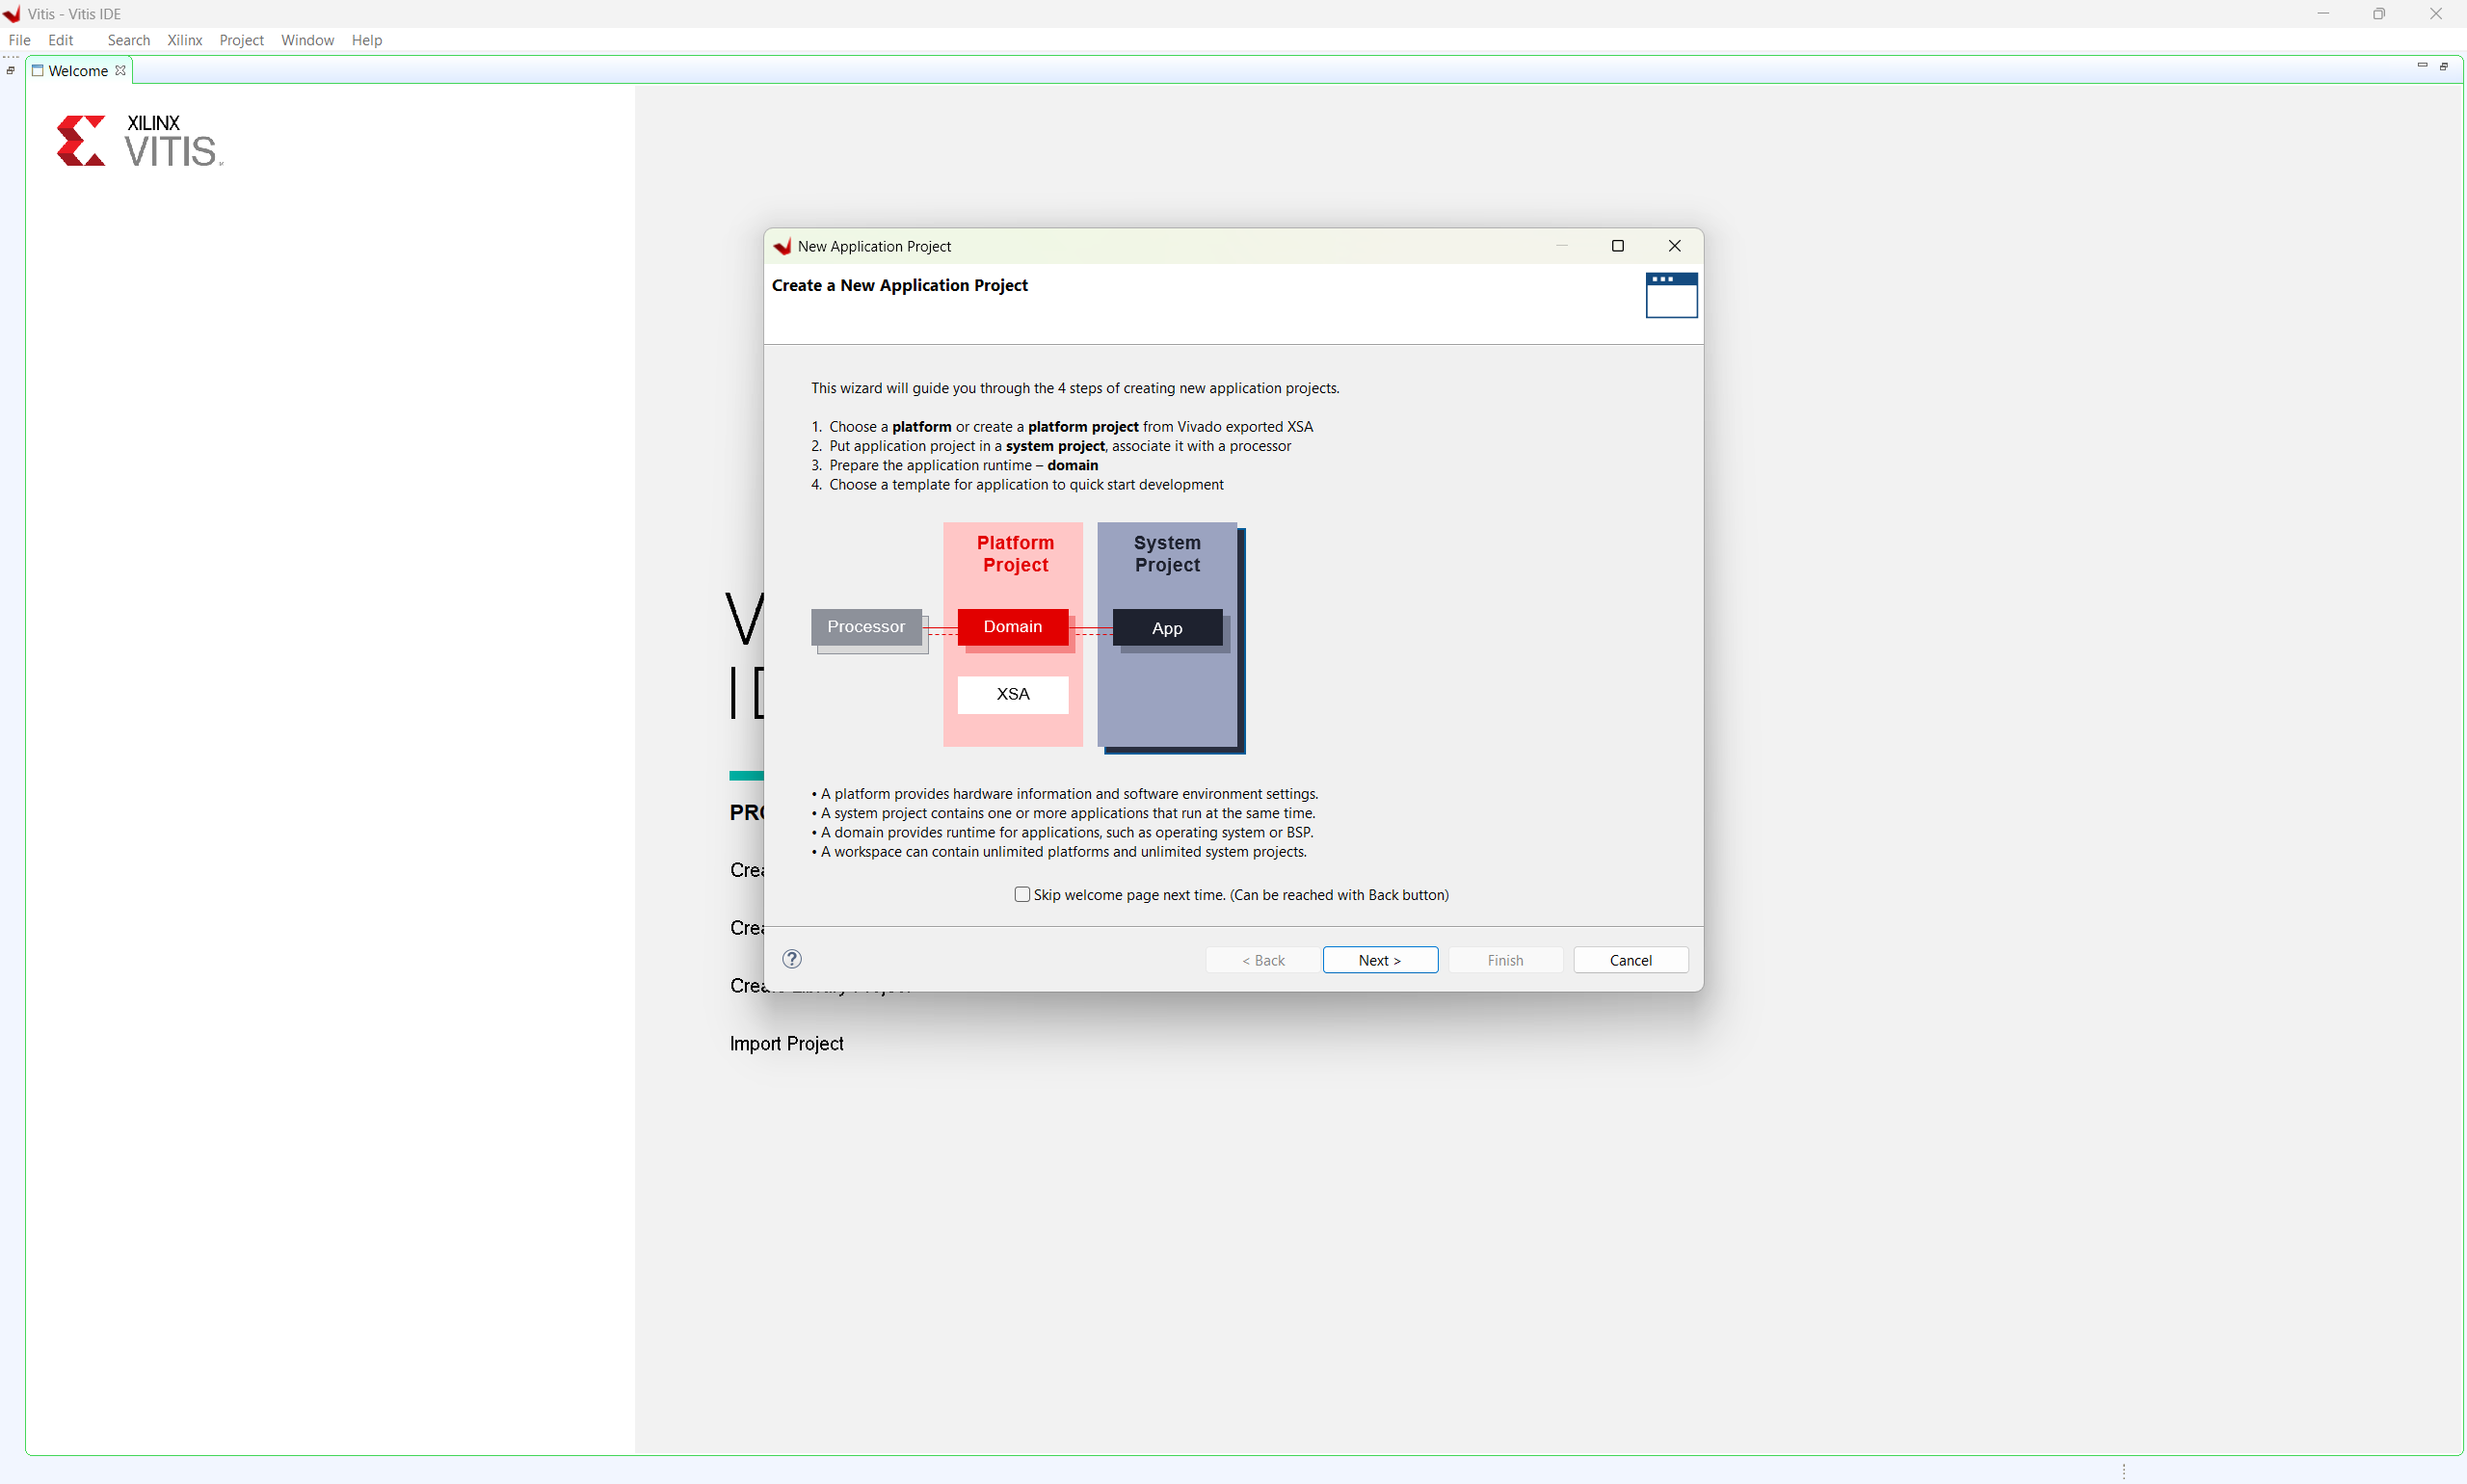 Vitis - Vitis IDE
File Edit Search Xilinx Project Window Help
Welcome
XILINX
VITIS
New Application Project
Create a New Application Project
This wizard will guide you through the 4 steps of creating new application projects.
1. Choose a platform or create a platform project from Vivado exported XSA
2. Put application project in a system project, associate it with a processor
3. Prepare the application runtime – domain
4. Choose a template for application to quick start development
Platform
Project
System
Project
Processor
Domain
App
XSA
• A platform provides hardware information and software environment settings.
• A system project contains one or more applications that run at the same time.
• A domain provides runtime for applications, such as operating system or BSP.
• A workspace can contain unlimited platforms and unlimited system projects.
Skip welcome page next time. (Can be reached with Back button)
? < Back Next > Finish Cancel
Import Project